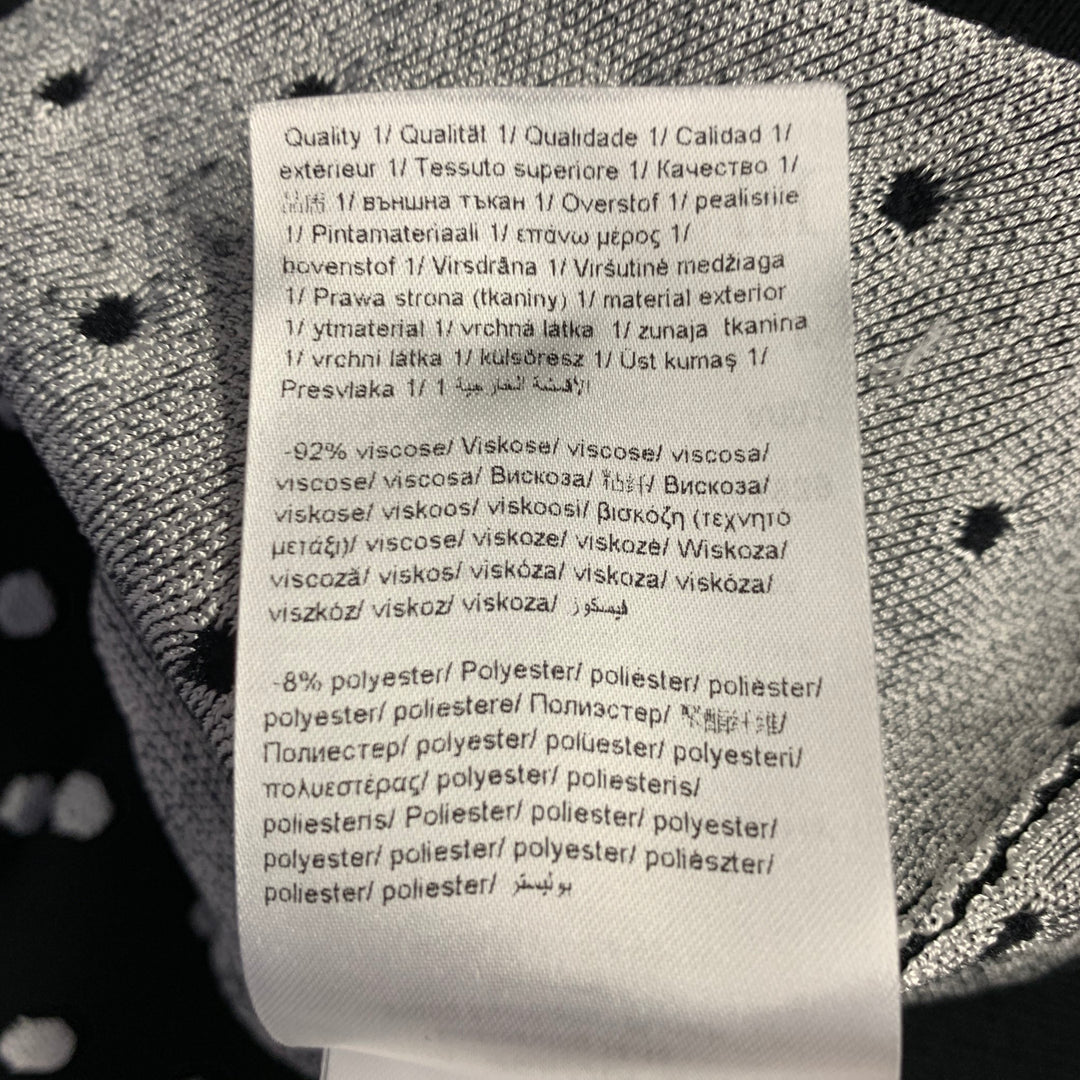 Quality 1/ Qualität 1/ Qualidade 1/ Calidad 1/
extérieur 1/ Tessuto superiore 1/ Качество 1/
1/ външна тъкан 1/ Overstof 1/ pealisriie
1/ Pintamateriaali 1/ επάνω μέρος 1/
bovenstof 1/ Virsdrāna 1/ Viršutinė medžiaga
1/ Prawa strona (tkaniny) 1/ material exterior
1/ ytmaterial 1/ vrchná látka 1/ zunaja tkanina
1/ vrchní látka 1/ külsőrész 1/ Üst kumaş 1/
Presvlaka 1/ 1 الأقمشة الخارجية
-92% viscose/ Viskose/ viscose/ viscosa/
viscose/ viscosa/ Вискоза/ Вискоза/
viskose/ viskoos/ viskoosi/ βισκόζη (τεχνητό
μετάξι)/ viscose/ viskoze/ viskozė/ Wiskoza/
viscoză/ viskos/ viskóza/ viskoza/ viskóza/
viszkóz/ viskoz/ viskoza/ فيسكوز
-8% polyester/ Polyester/ poliéster/ poliéster/
polyester/ poliestere/ Полиэстер/ 聚酯纤维/
Полиестер/ polyester/ polüester/ polyesteri/
πολυεστέρας/ polyester/ poliesteris/
poliesteris/ Poliester/ poliester/ polyester/
polyester/ poliester/ polyester/ poliészter/
poliester/ poliester/ بوليستر